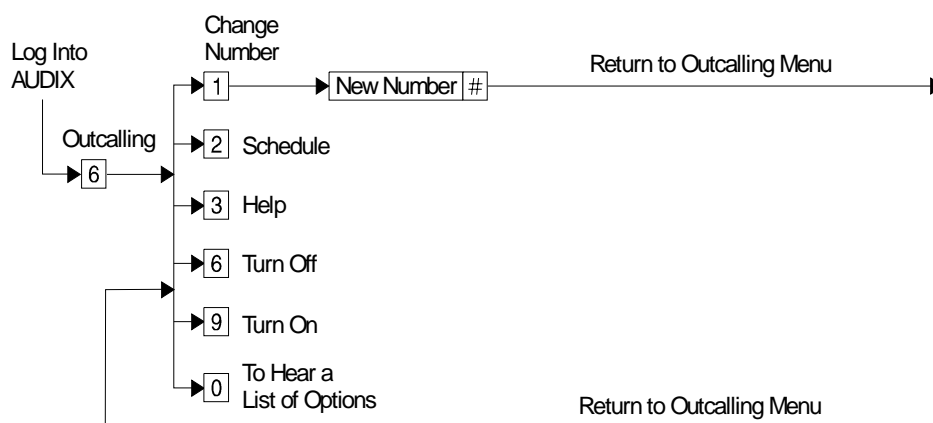 Change
Number
Log Into
AUDIX
Return to Outcalling Menu
1
New Number #
Outcalling
2 Schedule
6
3 Help
6 Turn Off
9 Turn On
0 To Hear a
List of Options
Return to Outcalling Menu